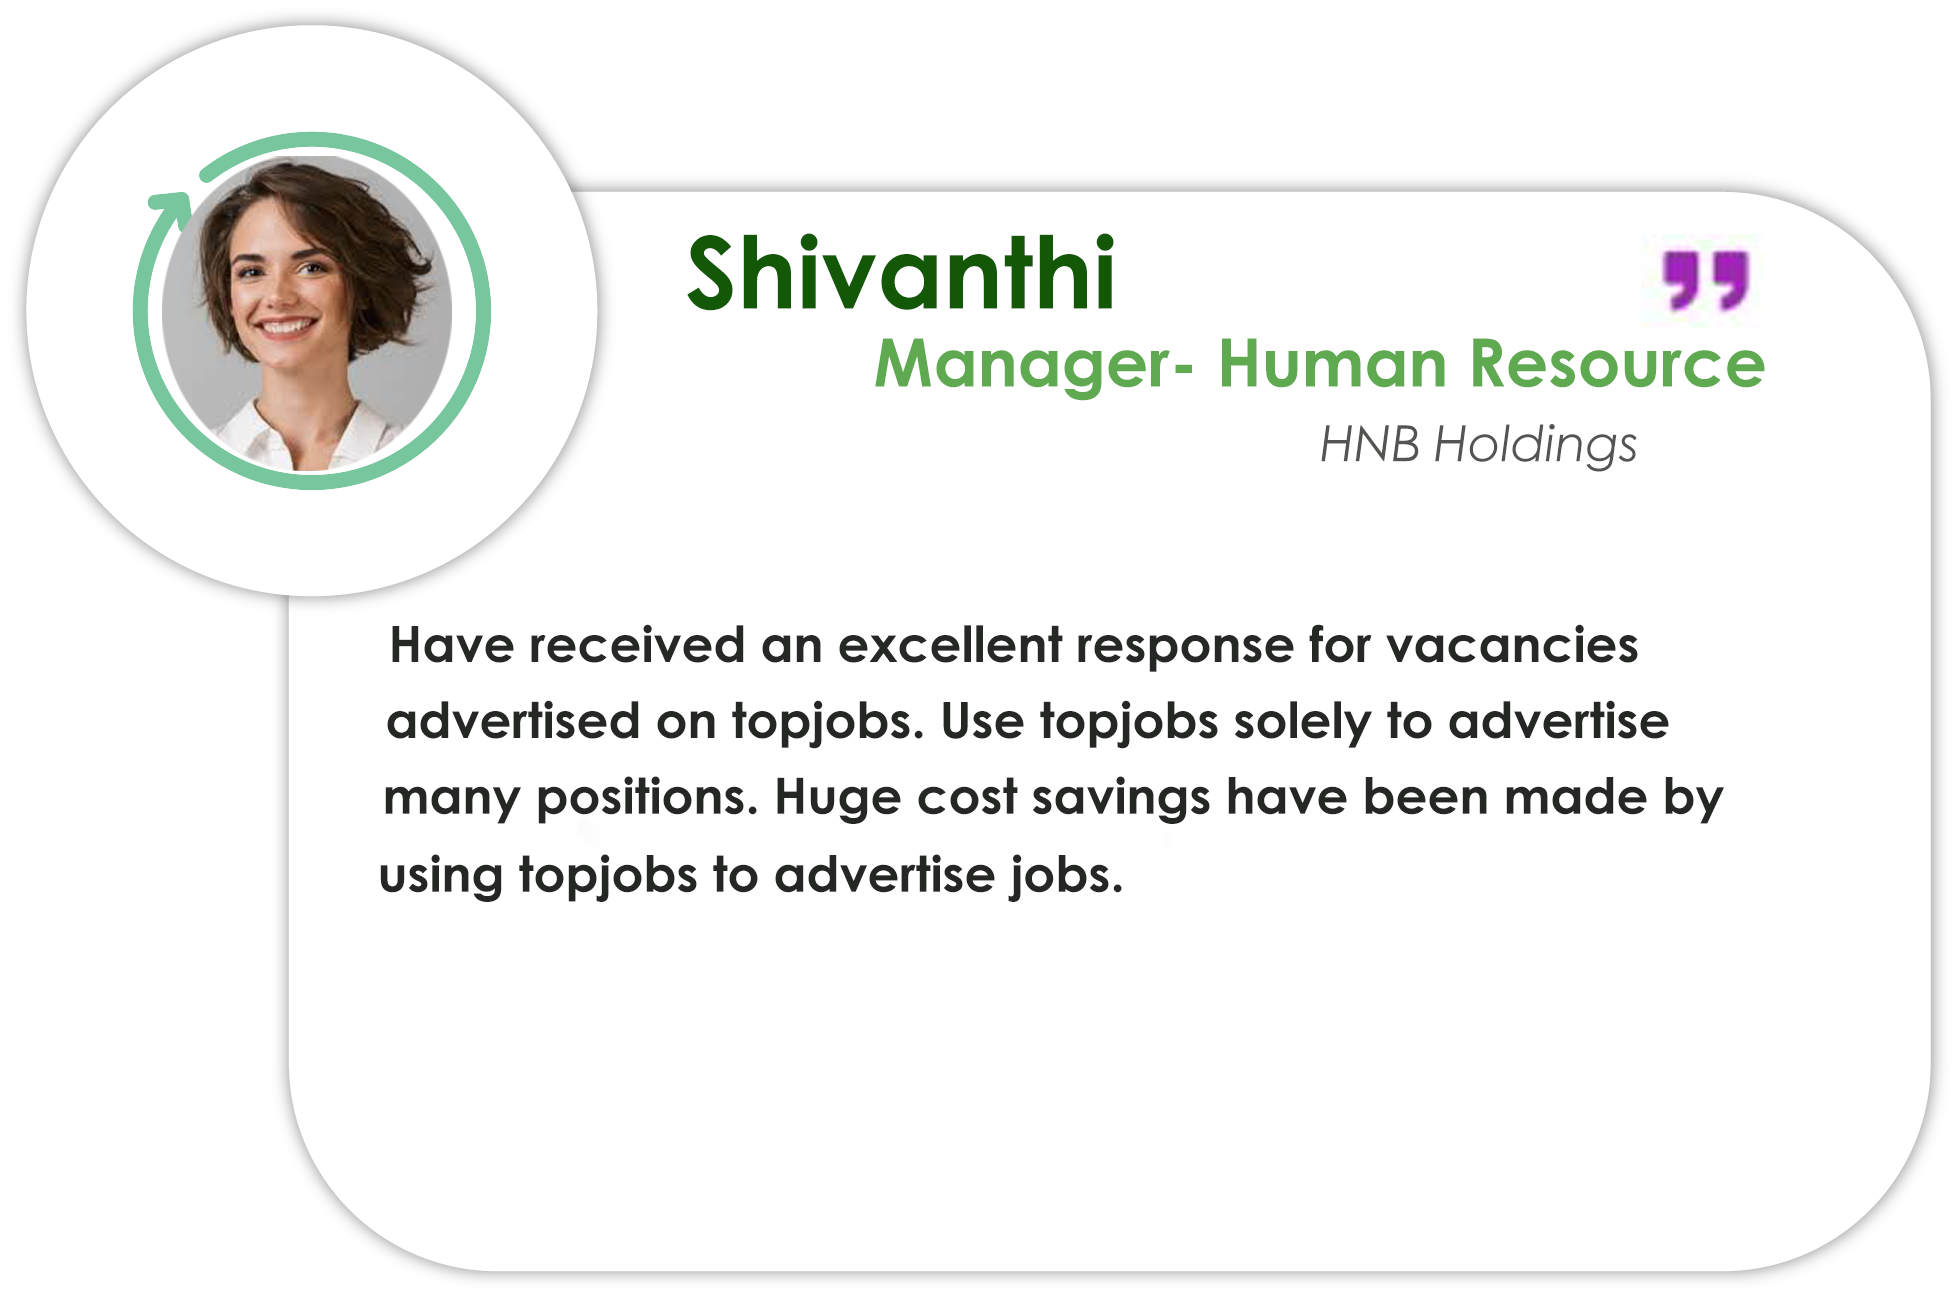 Shivanthi
Manager- Human Resource
HNB Holdings
Have received an excellent response for vacancies
advertised on topjobs. Use topjobs solely to advertise
many positions. Huge cost savings have been made by
using topjobs to advertise jobs.